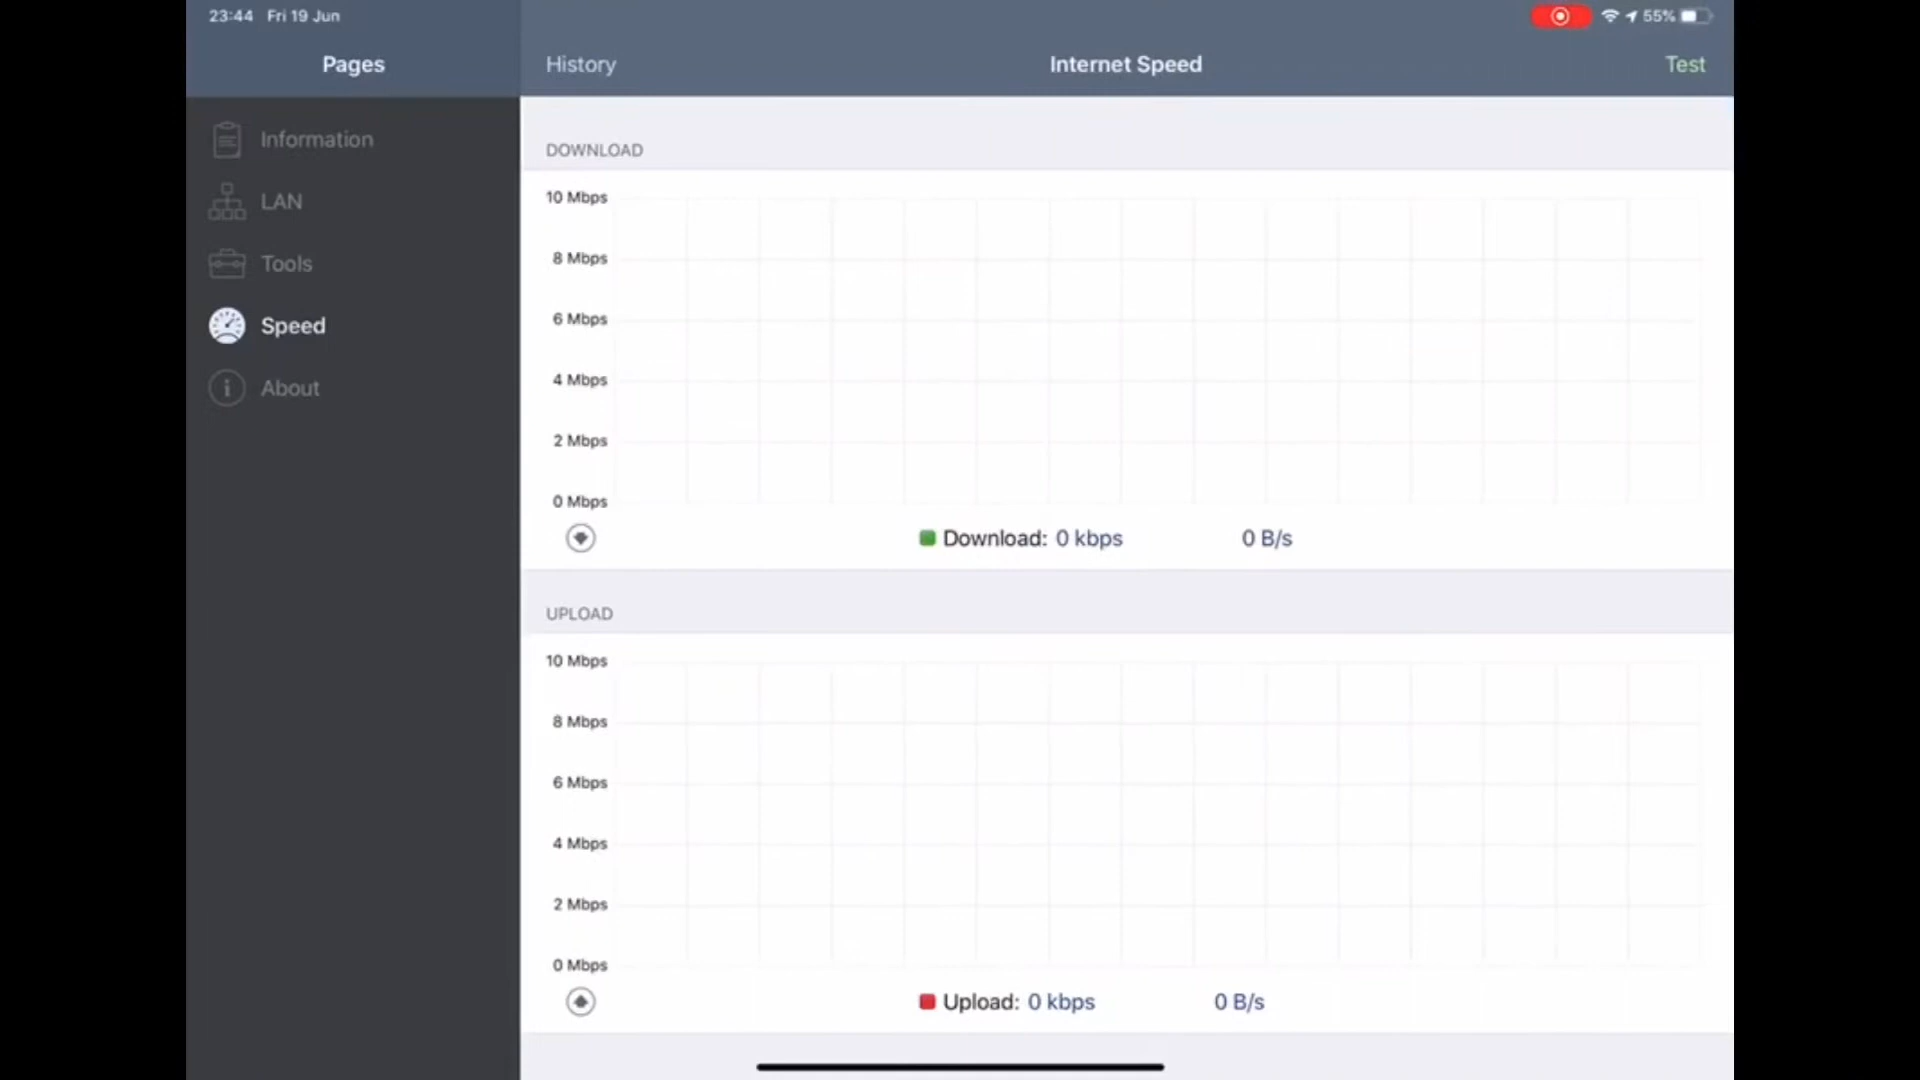 23:44 Fri 19 Jun
55%
Pages
History
Internet Speed
Test
Information
LAN
Tools
Speed
About
DOWNLOAD
10 Mbps
8 Mbps
6 Mbps
4 Mbps
2 Mbps
0 Mbps
Download: 0 kbps
0 B/s
UPLOAD
10 Mbps
8 Mbps
6 Mbps
4 Mbps
2 Mbps
0 Mbps
Upload: 0 kbps
0 B/s